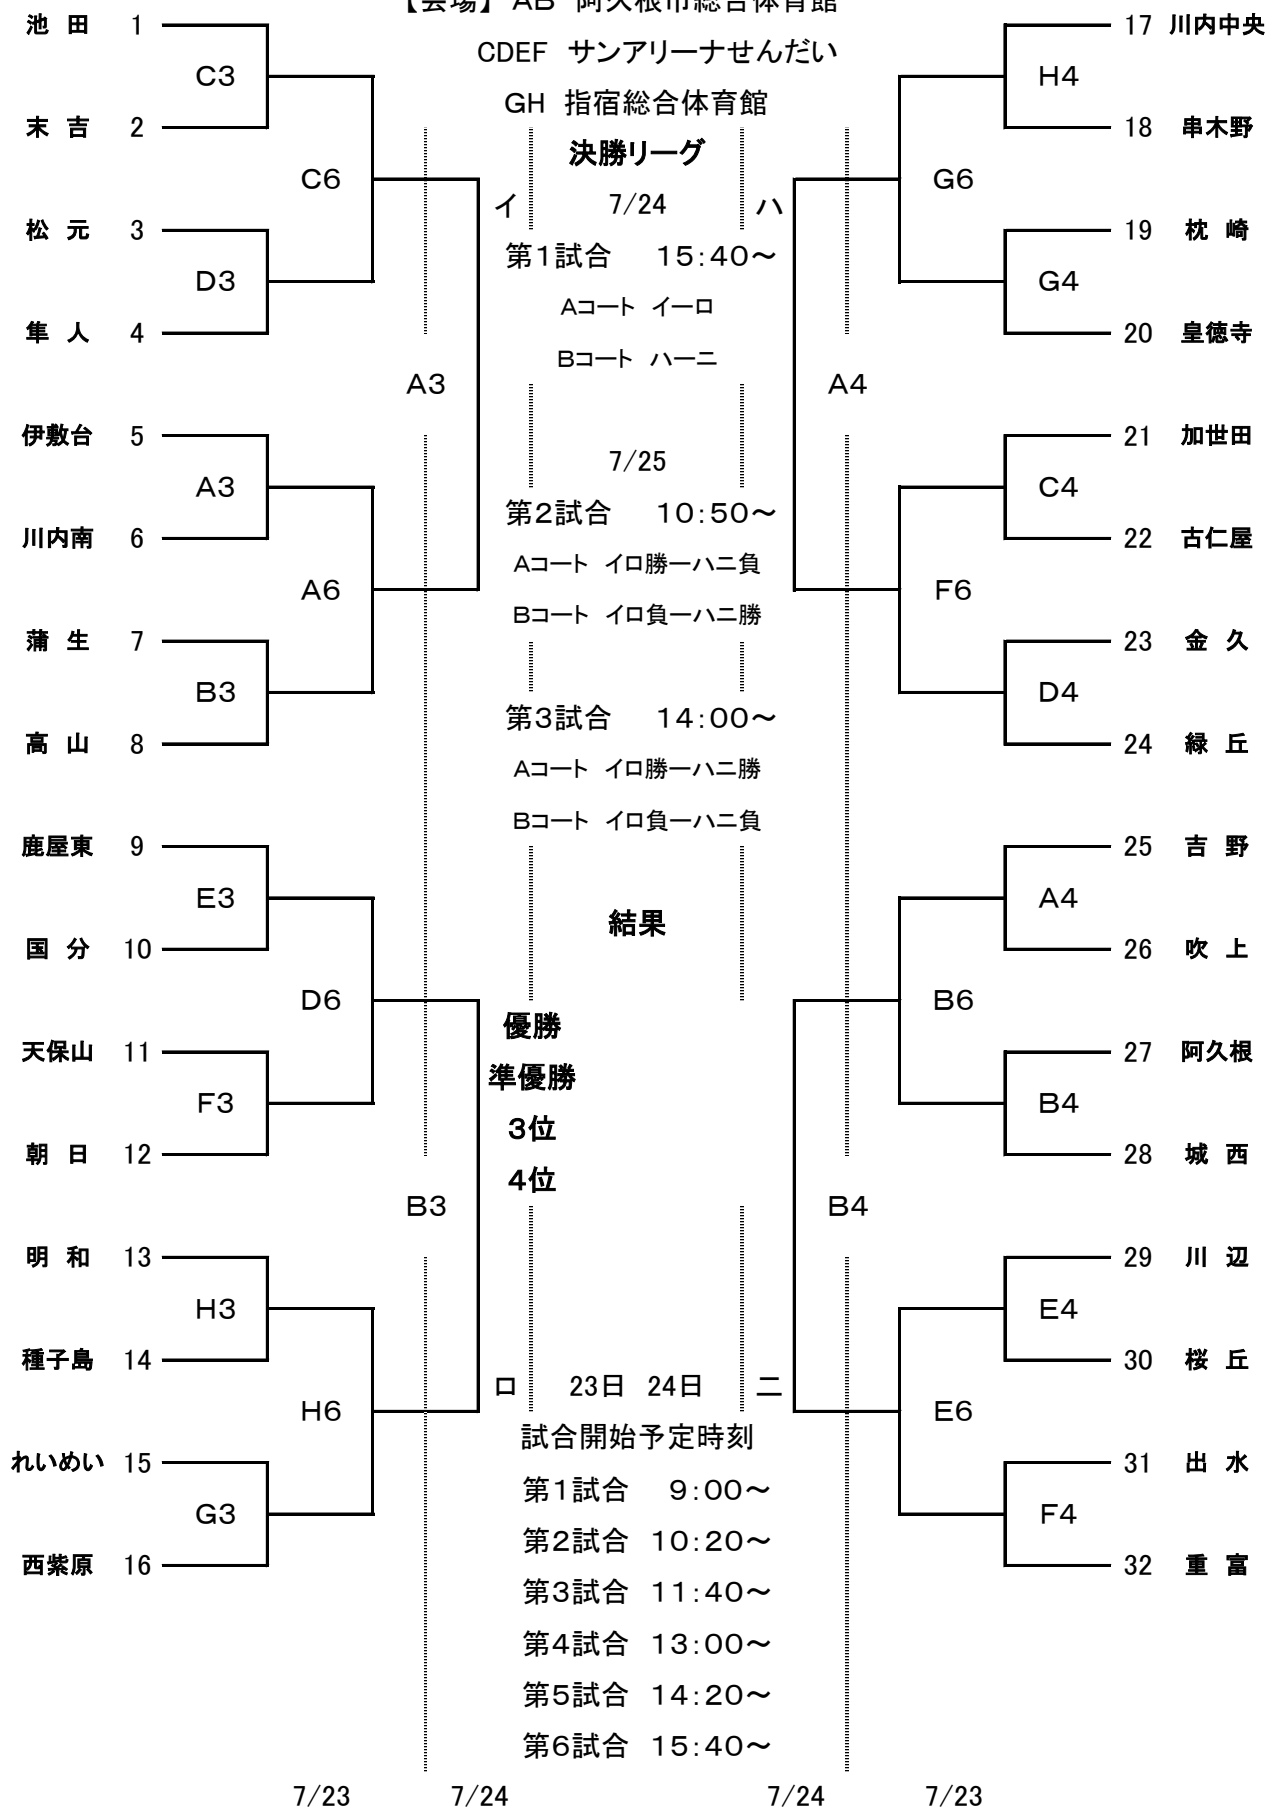 【会場】 AB 阿久根市総合体育館
CDEF サンアリーナせんだい
GH 指宿総合体育館
決勝リーグ
イ 7/24 ハ
第1試合 15:40～
Aコート イーロ
Bコート ハーニ
7/25
第2試合 10:50～
Aコート イロ勝ーハニ負
Bコート イロ負ーハニ勝
第3試合 14:00～
Aコート イロ勝ーハニ勝
Bコート イロ負ーハニ負
結果
優勝
準優勝
3位
4位
ロ 23日 24日 ニ
試合開始予定時刻
第1試合 9:00～
第2試合 10:20～
第3試合 11:40～
第4試合 13:00～
第5試合 14:20～
第6試合 15:40～
池 田 1
C3
末 吉 2
C6
松 元 3
D3
隼 人 4
A3
伊敷台 5
A3
川内南 6
A6
蒲 生 7
B3
高 山 8
鹿屋東 9
E3
国 分 10
D6
天保山 11
F3
朝 日 12
B3
明 和 13
H3
種子島 14
H6
れいめい 15
G3
西紫原 16
17 川内中央
H4
18 串木野
G6
19 枕 崎
G4
20 皇徳寺
A4
21 加世田
C4
22 古仁屋
F6
23 金 久
D4
24 緑 丘
25 吉 野
A4
26 吹 上
B6
27 阿久根
B4
28 城 西
B4
29 川 辺
E4
30 桜 丘
E6
31 出 水
F4
32 重 富
7/23 7/24 7/24 7/23